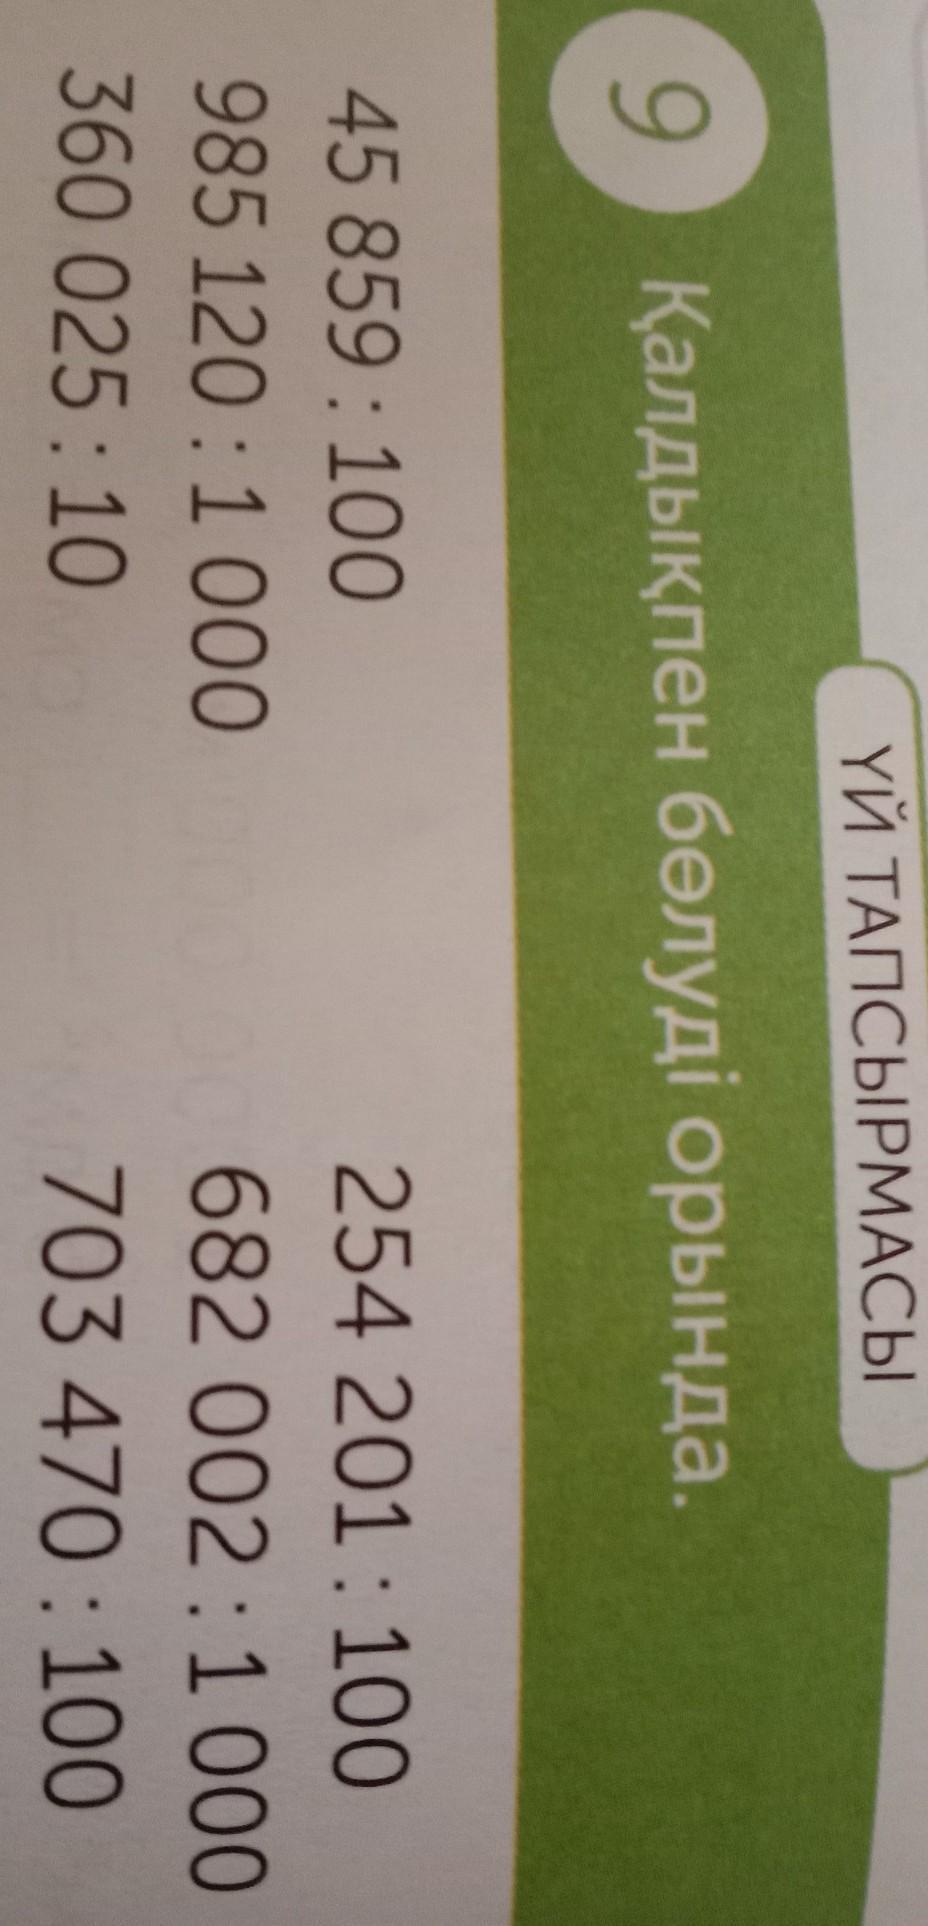 ҮЙ ТАПСЫРМАСЫ
9 Қалдықпен бөлуді орында.
45 859 : 100 254 201 : 100
985 120 : 1 000 682 002 : 1 000
360 025 : 10 703 470 : 100